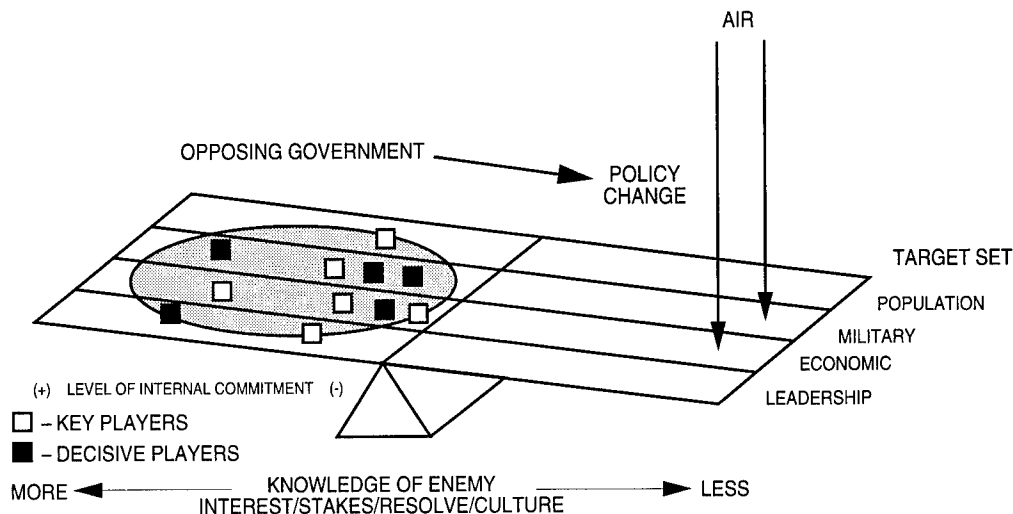 AIR
OPPOSING GOVERNMENT
POLICY
CHANGE
TARGET SET
POPULATION
MILITARY
ECONOMIC
LEADERSHIP
(+) LEVEL OF INTERNAL COMMITMENT (-)
– KEY PLAYERS
– DECISIVE PLAYERS
MORE KNOWLEDGE OF ENEMY LESS
INTEREST/STAKES/RESOLVE/CULTURE